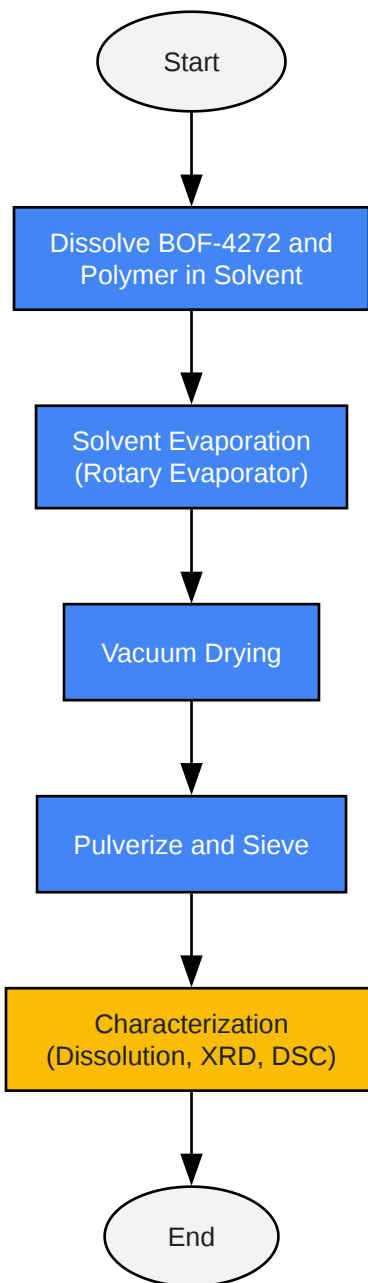 Start
Dissolve BOF-4272 and
Polymer in Solvent
Solvent Evaporation
(Rotary Evaporator)
Vacuum Drying
Pulverize and Sieve
Characterization
(Dissolution, XRD, DSC)
End